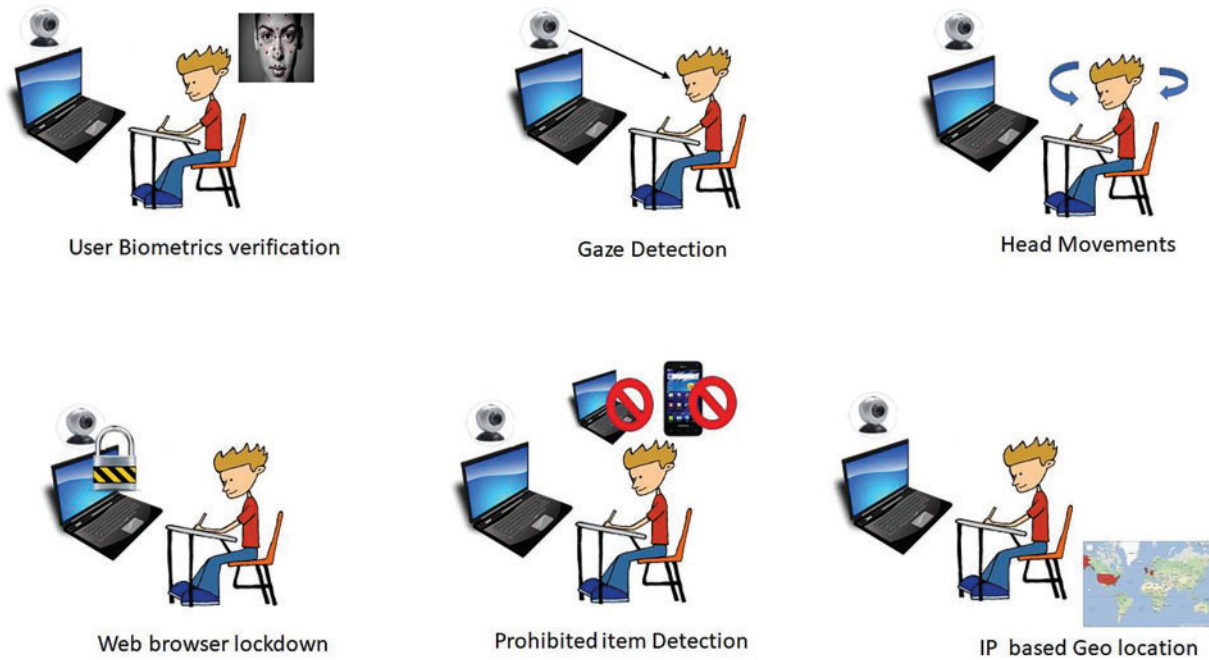 User Biometrics verification
Gaze Detection
Head Movements
Web browser lockdown
Prohibited item Detection
IP based Geo location